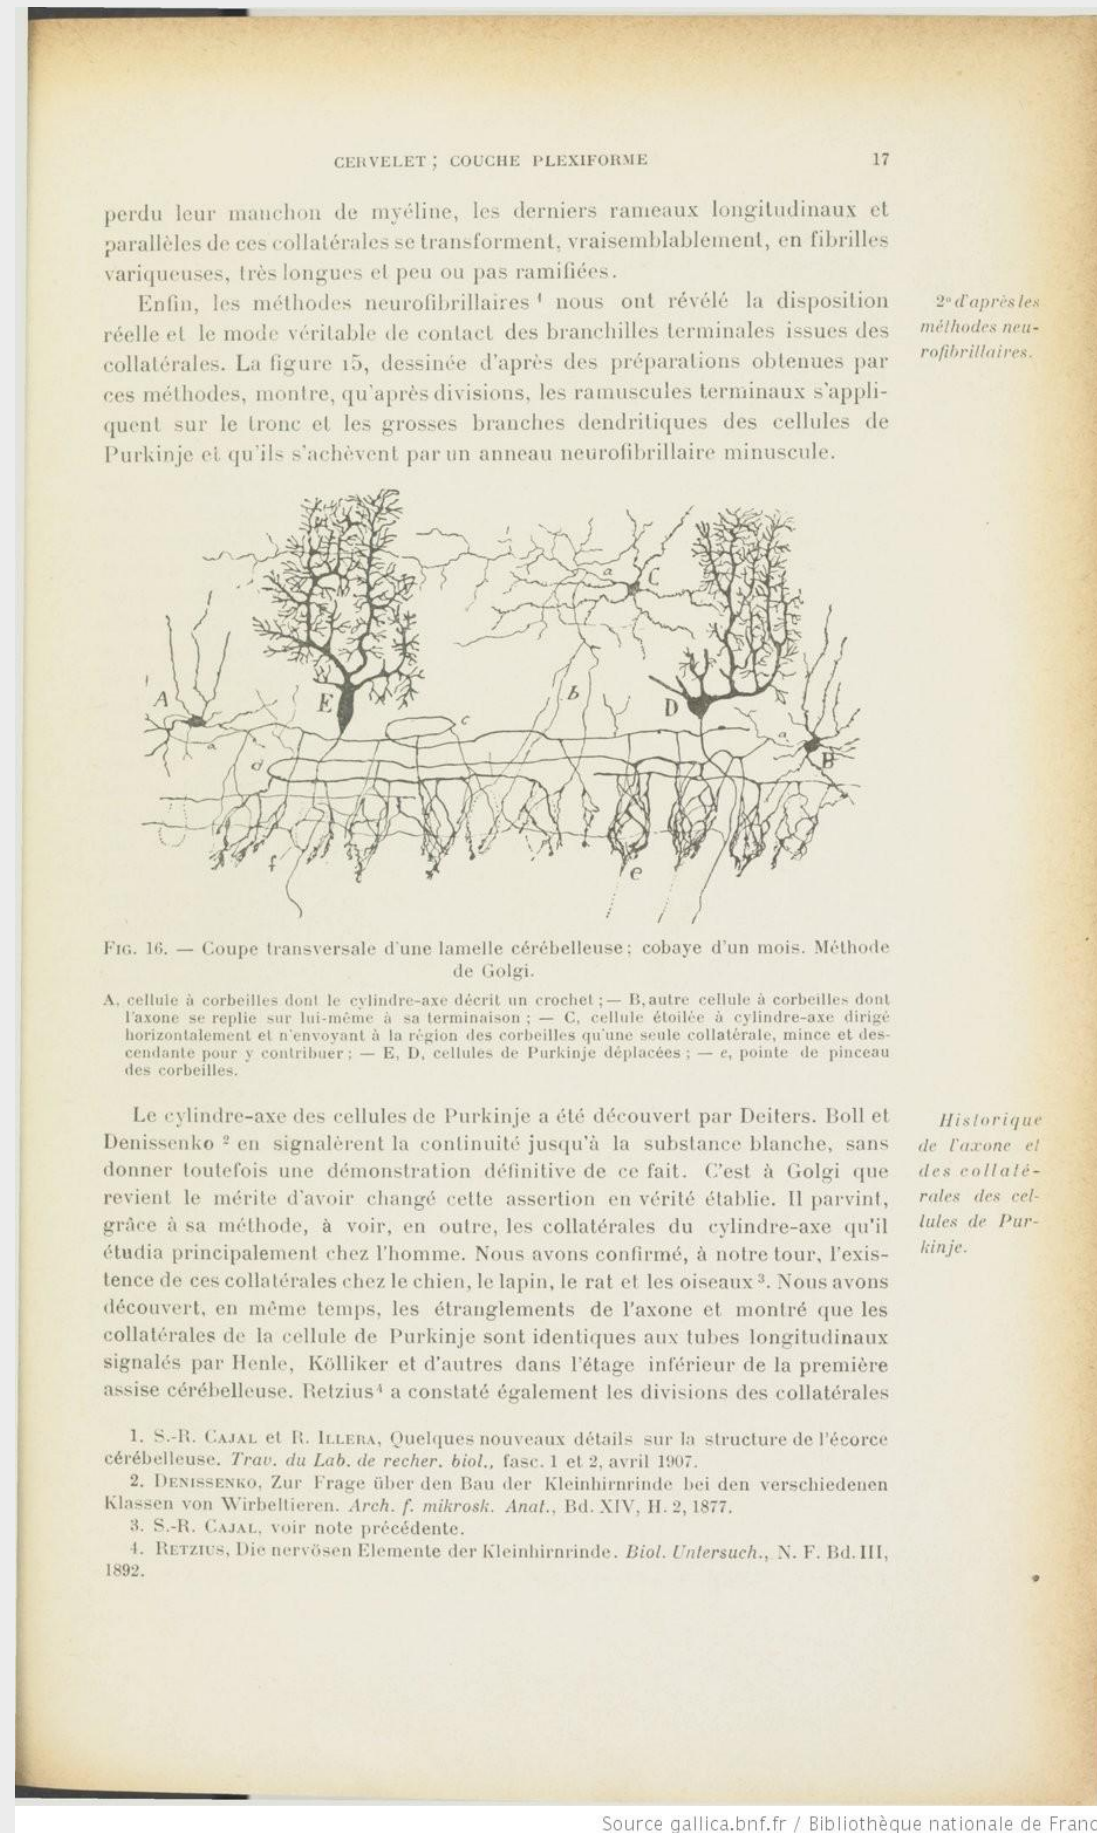 CERVELET ; COUCHE PLEXIFORME 17
perdu leur manchon de myéline, les derniers rameaux longitudinaux et
parallèles de ces collatérales se transforment, vraisemblablement, en fibrilles
variqueuses, très longues et peu ou pas ramifiées.
Enfin, les méthodes neurofibrillaires 1 nous ont révélé la disposition
réelle et le mode véritable de contact des branchilles terminales issues des
collatérales. La figure 15, dessinée d'après des préparations obtenues par
ces méthodes, montre, qu'après divisions, les ramuscules terminaux s'appli-
quent sur le tronc et les grosses branches dendritiques des cellules de
Purkinje et qu'ils s'achèvent par un anneau neurofibrillaire minuscule.
2º d'après les
méthodes neu-
rofibrillaires.
a C
A E b D a B
a c
d
f e
FIG. 16. — Coupe transversale d'une lamelle cérébelleuse ; cobaye d'un mois. Méthode
de Golgi.
A, cellule à corbeilles dont le cylindre-axe décrit un crochet ; — B, autre cellule à corbeilles dont
l'axone se replie sur lui-même à sa terminaison ; — C, cellule étoilée à cylindre-axe dirigé
horizontalement et n'envoyant à la région des corbeilles qu'une seule collatérale, mince et des-
cendante pour y contribuer ; — E, D, cellules de Purkinje déplacées ; — e, pointe de pinceau
des corbeilles.
Le cylindre-axe des cellules de Purkinje a été découvert par Deiters. Boll et
Denissenko 2 en signalèrent la continuité jusqu'à la substance blanche, sans
donner toutefois une démonstration définitive de ce fait. C'est à Golgi que
revient le mérite d'avoir changé cette assertion en vérité établie. Il parvint,
grâce à sa méthode, à voir, en outre, les collatérales du cylindre-axe qu'il
étudia principalement chez l'homme. Nous avons confirmé, à notre tour, l'exis-
tence de ces collatérales chez le chien, le lapin, le rat et les oiseaux 3. Nous avons
découvert, en même temps, les étranglements de l'axone et montré que les
collatérales de la cellule de Purkinje sont identiques aux tubes longitudinaux
signalés par Henle, Kölliker et d'autres dans l'étage inférieur de la première
assise cérébelleuse. Retzius 4 a constaté également les divisions des collatérales
Historique
de l'axone et
des collaté-
rales des cel-
lules de Pur-
kinje.
1. S.-R. CAJAL et R. ILLERA, Quelques nouveaux détails sur la structure de l'écorce
cérébelleuse. Trav. du Lab. de recher. biol., fasc. 1 et 2, avril 1907.
2. DENISSENKO, Zur Frage über den Bau der Kleinhirnrinde bei den verschiedenen
Klassen von Wirbeltieren. Arch. f. mikrosk. Anat., Bd. XIV, H. 2, 1877.
3. S.-R. CAJAL, voir note précédente.
4. RETZIUS, Die nervösen Elemente der Kleinhirnrinde. Biol. Untersuch., N. F. Bd. III,
1892.
Source gallica.bnf.fr / Bibliothèque nationale de Franc